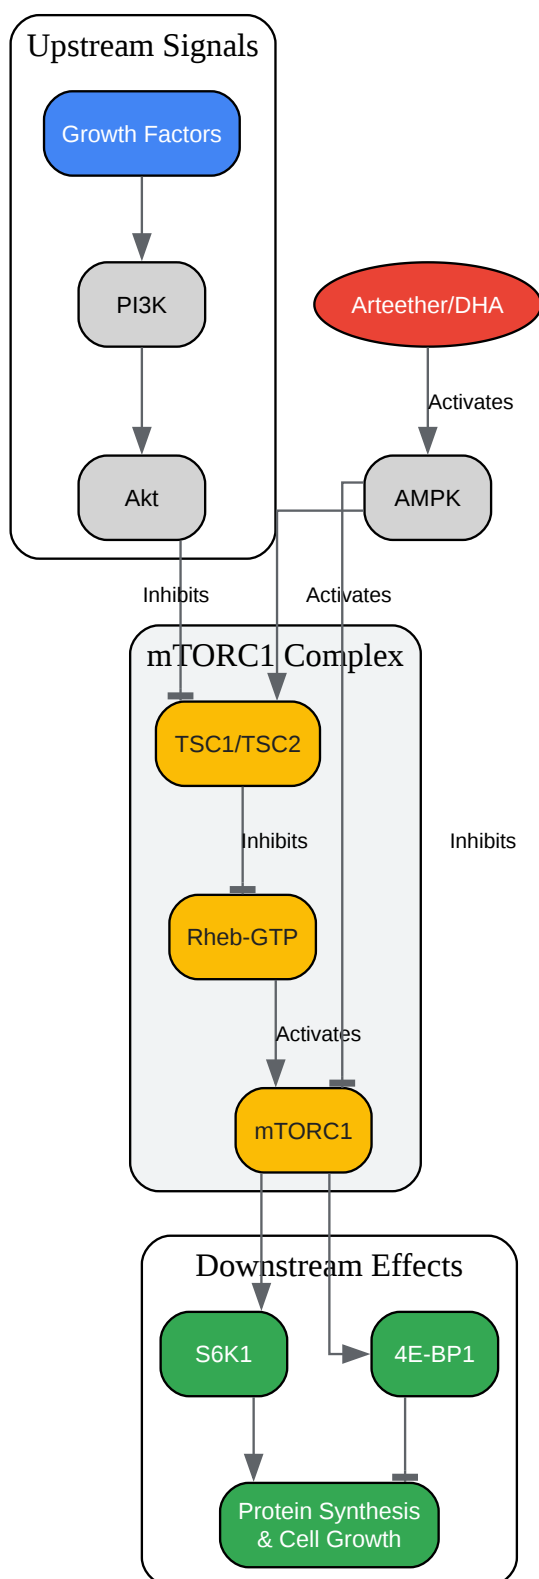 Upstream Signals
Growth Factors
PI3K
Arteether/DHA
Activates
Akt
AMPK
Inhibits
Activates
mTORC1 Complex
TSC1/TSC2
Inhibits
Inhibits
Rheb-GTP
Activates
mTORC1
Downstream Effects
S6K1
4E-BP1
Protein Synthesis
& Cell Growth